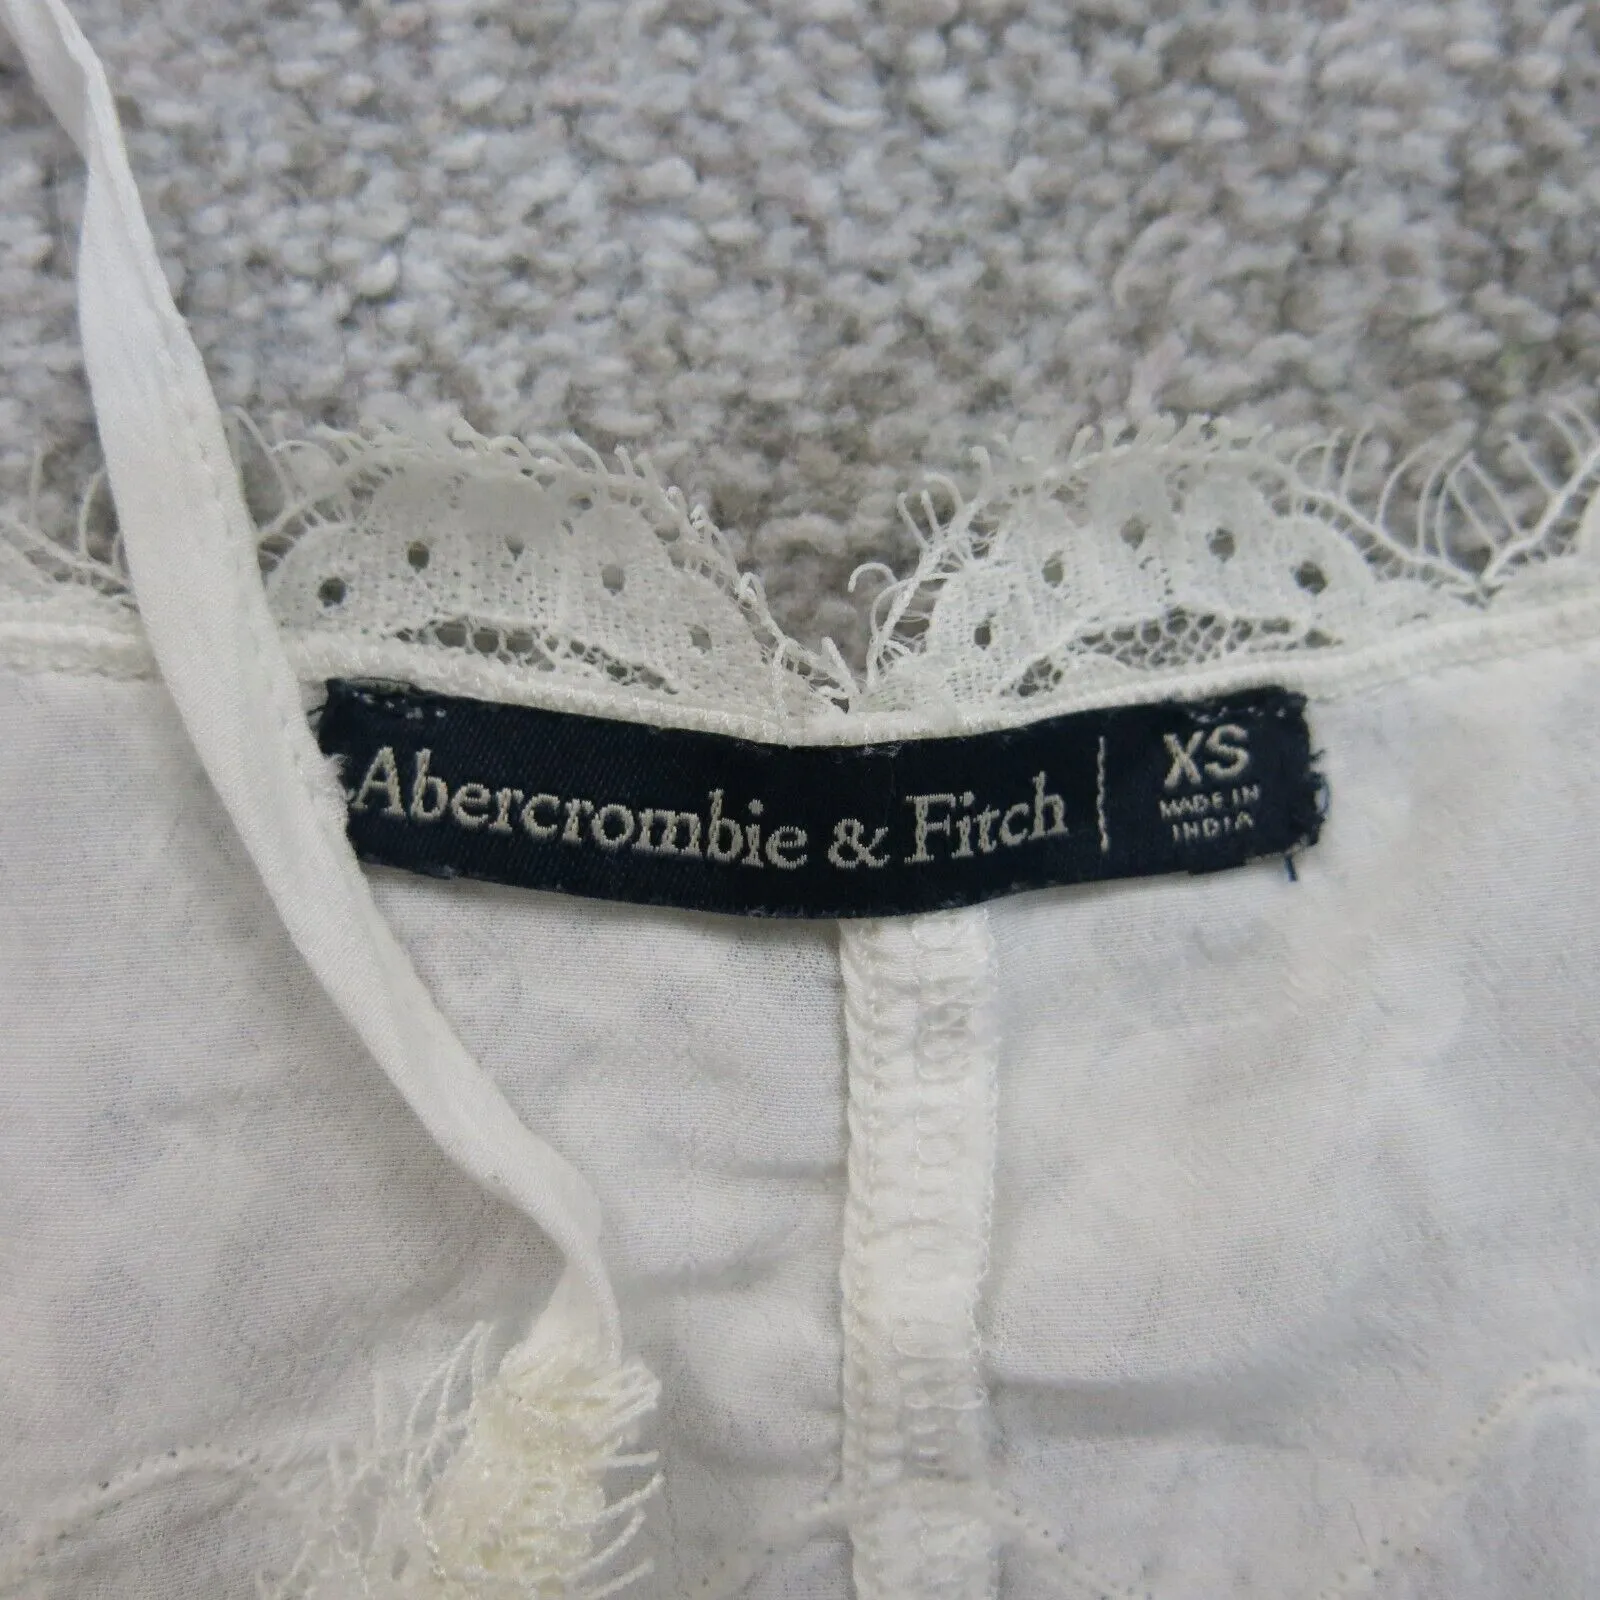 Abercrombie & Fitch
XS
MADE IN
INDIA